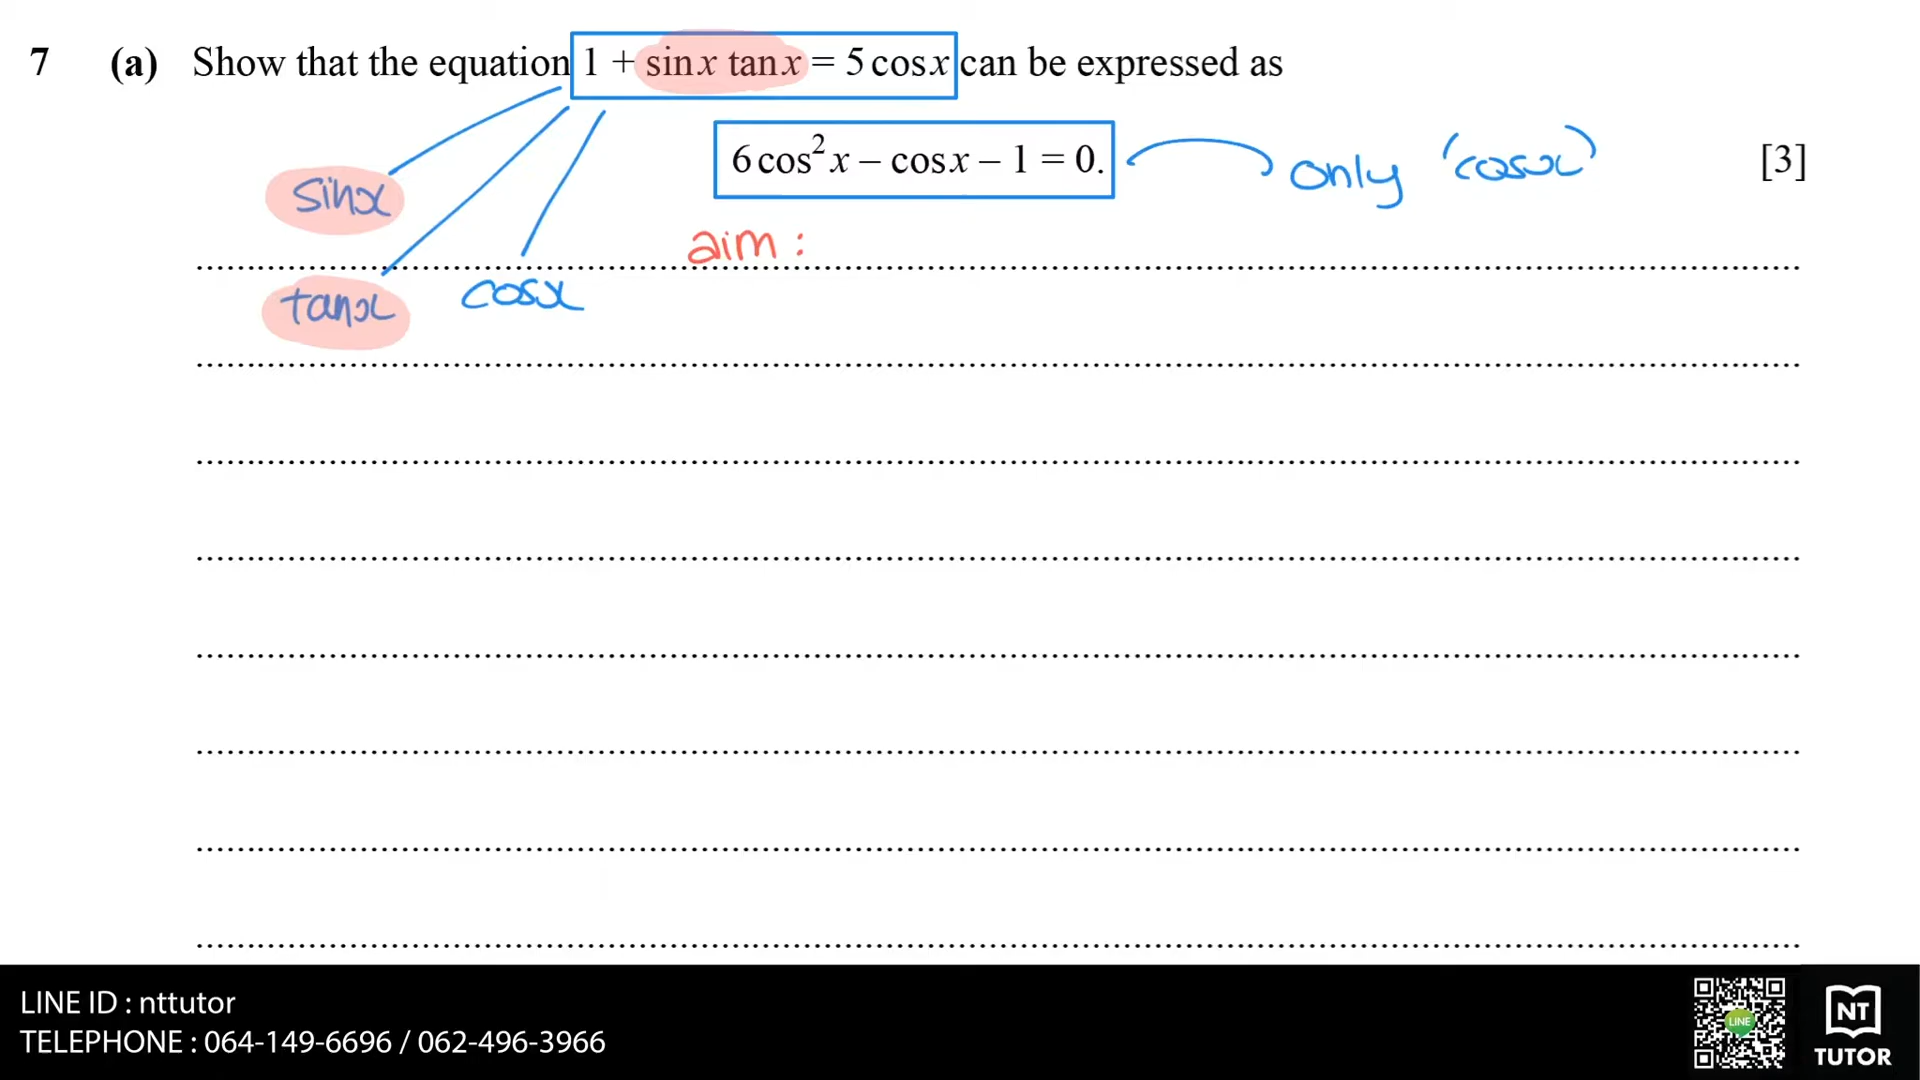 7 (a) Show that the equation 1 + sin x tan x = 5 cos x can be expressed as
6 cos² x – cos x – 1 = 0. only 'cosx' [3]
sinx
aim :
tanx cosx
LINE ID : nttutor
TELEPHONE : 064-149-6696 / 062-496-3966
LINE
NT
TUTOR